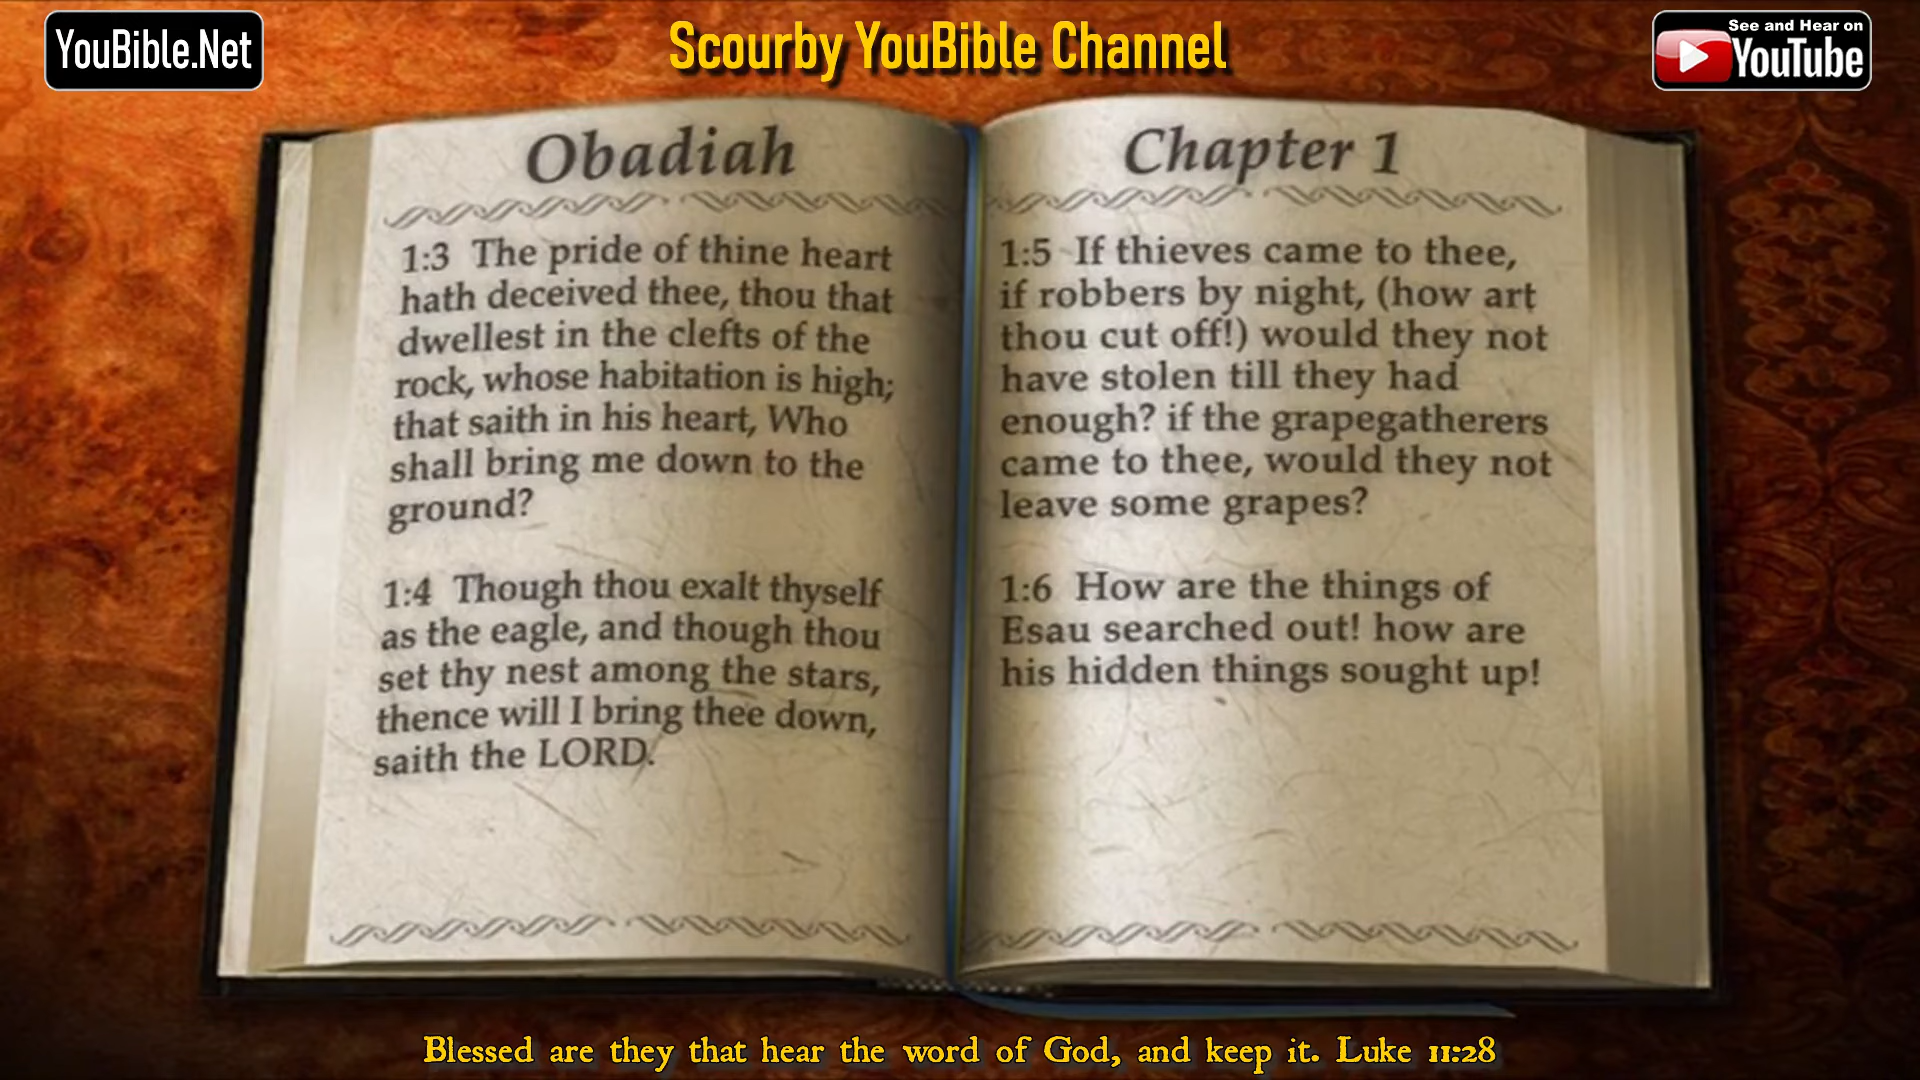 YouBible.Net
Scourby YouBible Channel
See and Hear on
YouTube
Obadiah
1:3 The pride of thine heart
hath deceived thee, thou that
dwellest in the clefts of the
rock, whose habitation is high;
that saith in his heart, Who
shall bring me down to the
ground?
1:4 Though thou exalt thyself
as the eagle, and though thou
set thy nest among the stars,
thence will I bring thee down,
saith the LORD.
Chapter 1
1:5 If thieves came to thee,
if robbers by night, (how art
thou cut off!) would they not
have stolen till they had
enough? if the grapegatherers
came to thee, would they not
leave some grapes?
1:6 How are the things of
Esau searched out! how are
his hidden things sought up!
Blessed are they that hear the word of God, and keep it. Luke 11:28